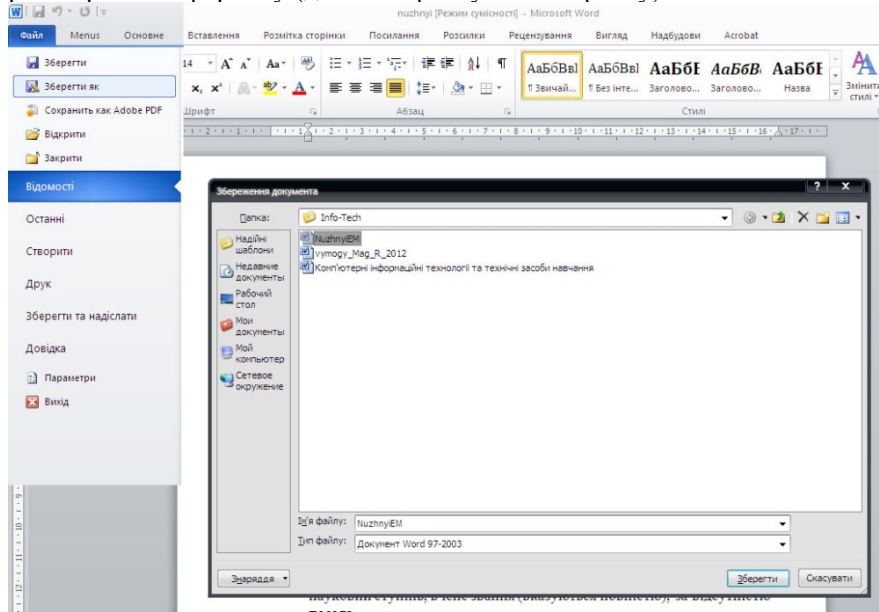 nuzhnyi [Режим сумісності] - Microsoft Word
Файл Menus Основне Вставлення Розмітка сторінки Посилання Розсилки Рецензування Вигляд Надбудови Acrobat
Зберегти
Зберегти як
Сохранить как Adobe PDF
Відкрити
Закрити
Відомості
Останні
Створити
Друк
Зберегти та надіслати
Довідка
Параметри
Вихід
14
Шрифт Абзац Стилі
АаБбВвІ АаБбВвІ АаБбЕ АаБбВ АаБбЕ
¶ Звичай... ¶ Без інте... Заголово... Заголово... Назва
Змінити
стилі
Збереження документа
Папка: Info-Tech
Надійні
шаблони
Недавние
документы
Рабочий
стол
Мои
документы
Мой
компьютер
Сетевое
окружение
NuzhnyiEM
vymogy_Mag_R_2012
Комп'ютерні інформаційні технології та технічні засоби навчання
Ім'я файлу: NuzhnyiEM
Тип файлу: Документ Word 97-2003
Знаряддя Зберегти Скасувати